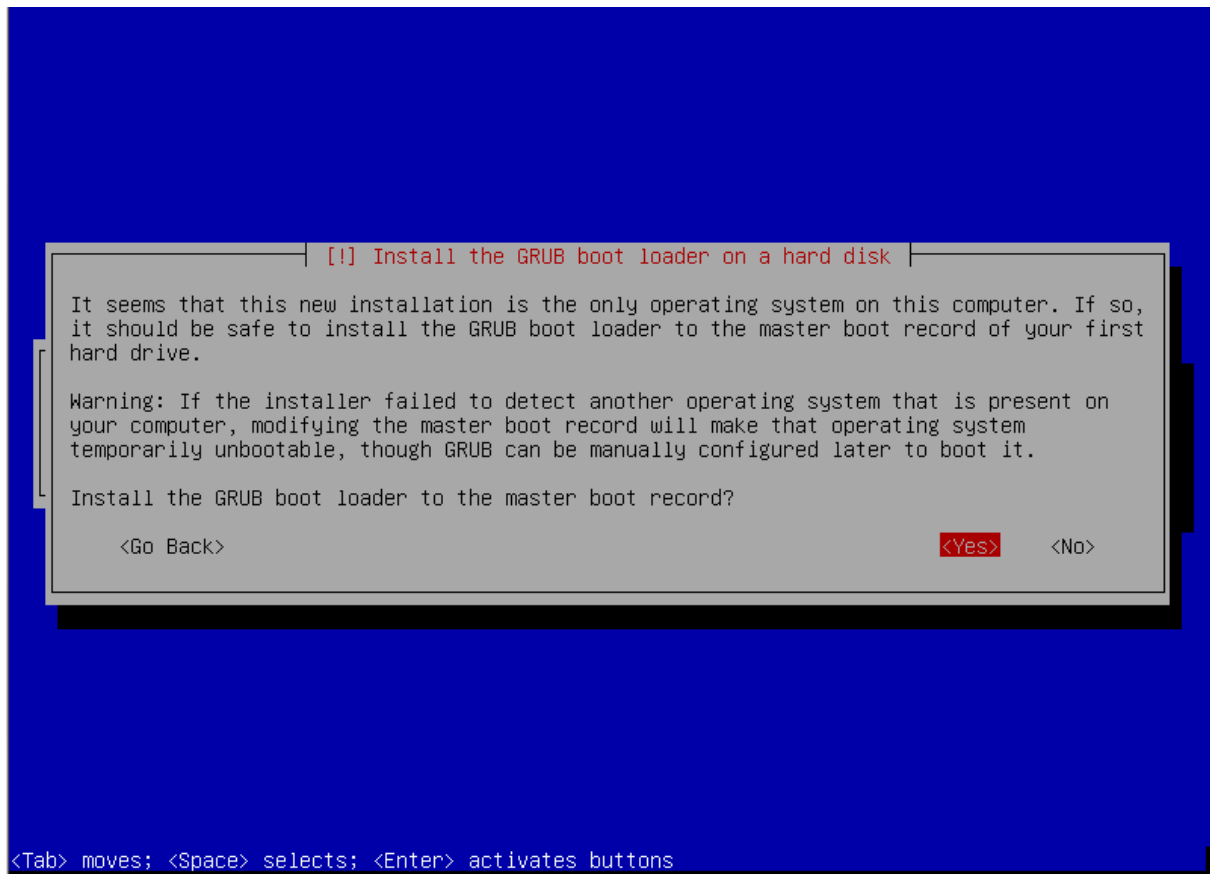 [!] Install the GRUB boot loader on a hard disk
It seems that this new installation is the only operating system on this computer. If so,
it should be safe to install the GRUB boot loader to the master boot record of your first
hard drive.
Warning: If the installer failed to detect another operating system that is present on
your computer, modifying the master boot record will make that operating system
temporarily unbootable, though GRUB can be manually configured later to boot it.
Install the GRUB boot loader to the master boot record?
<Go Back> <Yes> <No>
<Tab> moves; <Space> selects; <Enter> activates buttons